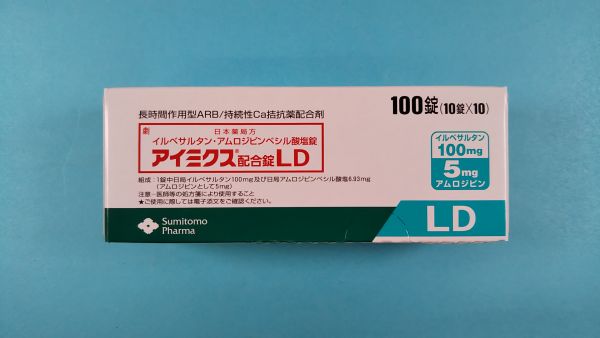 長時間作用型ARB/持続性Ca拮抗薬配合剤
100錠(10錠×10)
劇
日本薬局方
イルベサルタン・アムロジピンベシル酸塩錠
アイミクス®配合錠LD
組成:1錠中日局イルベサルタン100mg及び日局アムロジピンベシル酸塩6.93mg
(アムロジピンとして5mg)
注意-医師等の処方箋により使用すること
★ご使用に際しては電子添文をご確認ください。
イルベサルタン
100mg
5mg
アムロジピン
Sumitomo
Pharma
LD